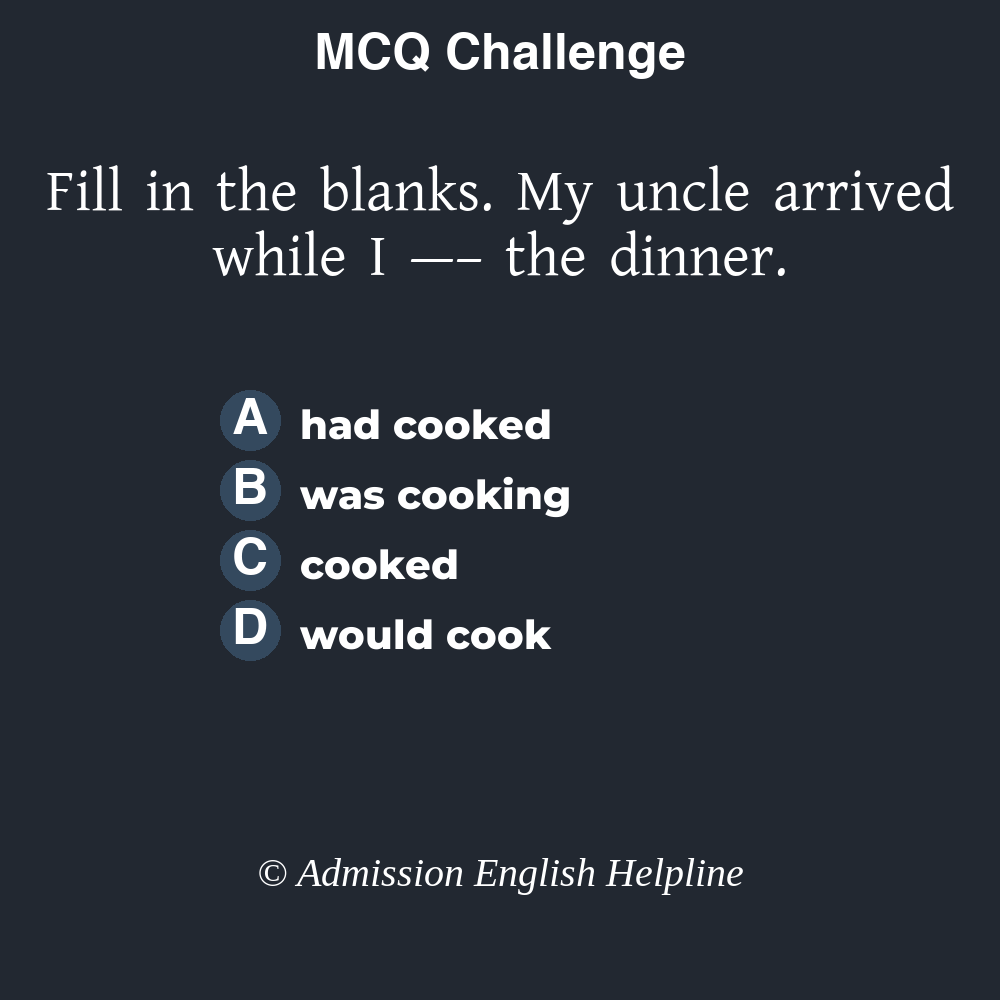 MCQ Challenge
Fill in the blanks. My uncle arrived
while I —– the dinner.
A had cooked
B was cooking
C cooked
D would cook
© Admission English Helpline